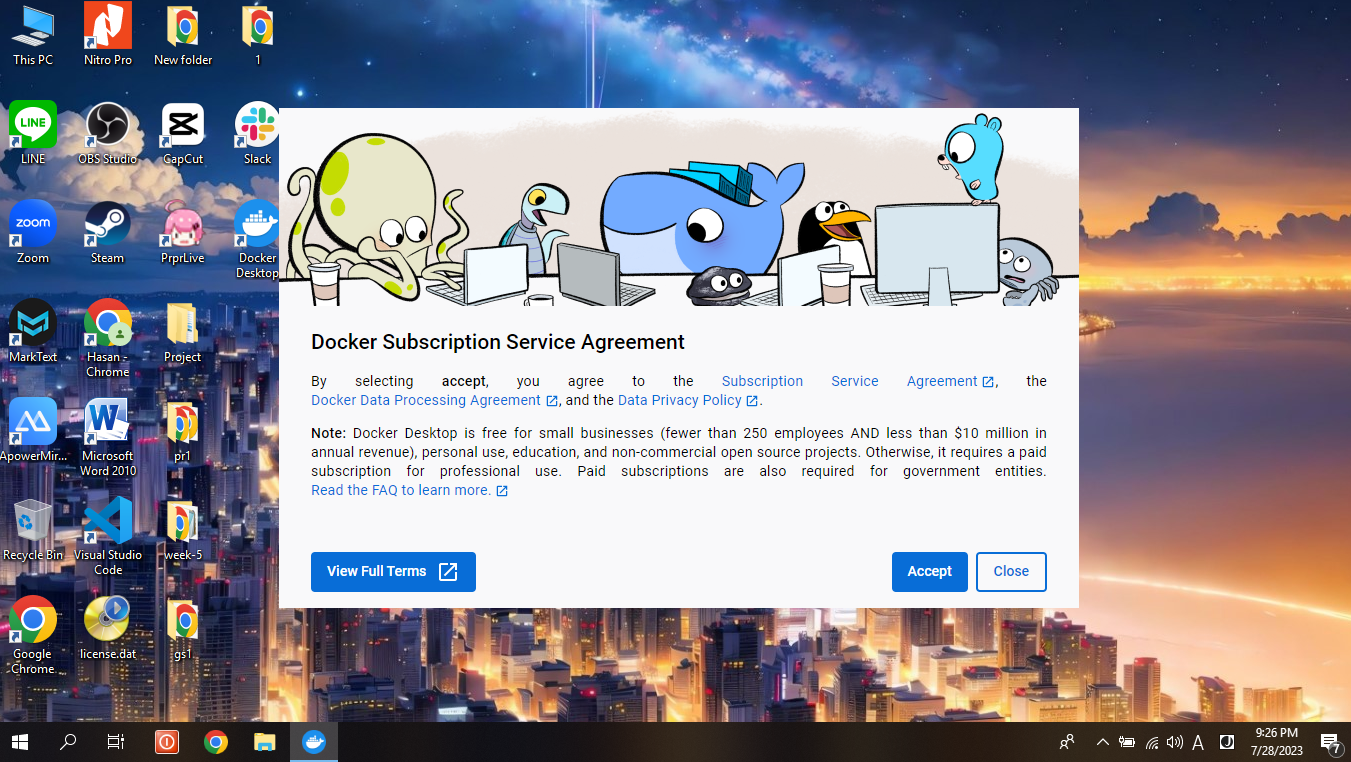 This PC
Nitro Pro
New folder
1
LINE
LINE
OBS Studio
CapCut
Slack
zoom
Zoom
Steam
PrprLive
Docker
Desktop
MarkText
Hasan -
Chrome
Project
ApowerMir...
W
Microsoft
Word 2010
pr1
Recycle Bin
Visual Studio
Code
week-5
Google
Chrome
license.dat
gs1
Docker Subscription Service Agreement
By selecting accept, you agree to the Subscription Service Agreement, the
Docker Data Processing Agreement, and the Data Privacy Policy.
Note: Docker Desktop is free for small businesses (fewer than 250 employees AND less than $10 million in
annual revenue), personal use, education, and non-commercial open source projects. Otherwise, it requires a paid
subscription for professional use. Paid subscriptions are also required for government entities.
Read the FAQ to learn more.
View Full Terms
Accept
Close
A
J
9:26 PM
7/28/2023
7